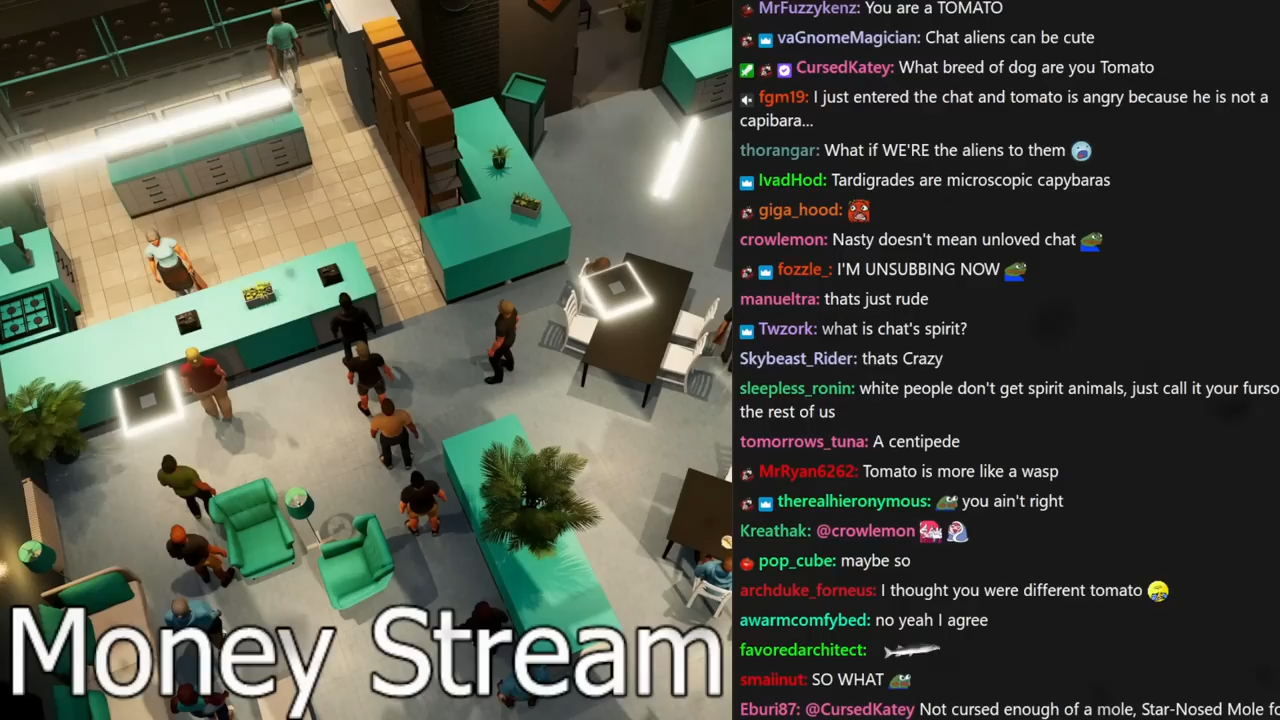 MrFuzzykenz: You are a TOMATO
vaGnomeMagician: Chat aliens can be cute
CursedKatey: What breed of dog are you Tomato
fgm19: I just entered the chat and tomato is angry because he is not a
capibara...
thorangar: What if WE'RE the aliens to them
IvadHod: Tardigrades are microscopic capybaras
giga_hood:
crowlemon: Nasty doesn't mean unloved chat
fozzle_: I'M UNSUBBING NOW
manueltra: thats just rude
Twzork: what is chat's spirit?
Skybeast_Rider: thats Crazy
sleepless_ronin: white people don't get spirit animals, just call it your furso
the rest of us
tomorrows_tuna: A centipede
MrRyan6262: Tomato is more like a wasp
therealhieronymous: you ain't right
Kreathak: @crowlemon
pop_cube: maybe so
archduke_forneus: I thought you were different tomato
awarmcomfybed: no yeah I agree
favoredarchitect:
smaiinut: SO WHAT
Eburi87: @CursedKatey Not cursed enough of a mole, Star-Nosed Mole fo
Money Stream